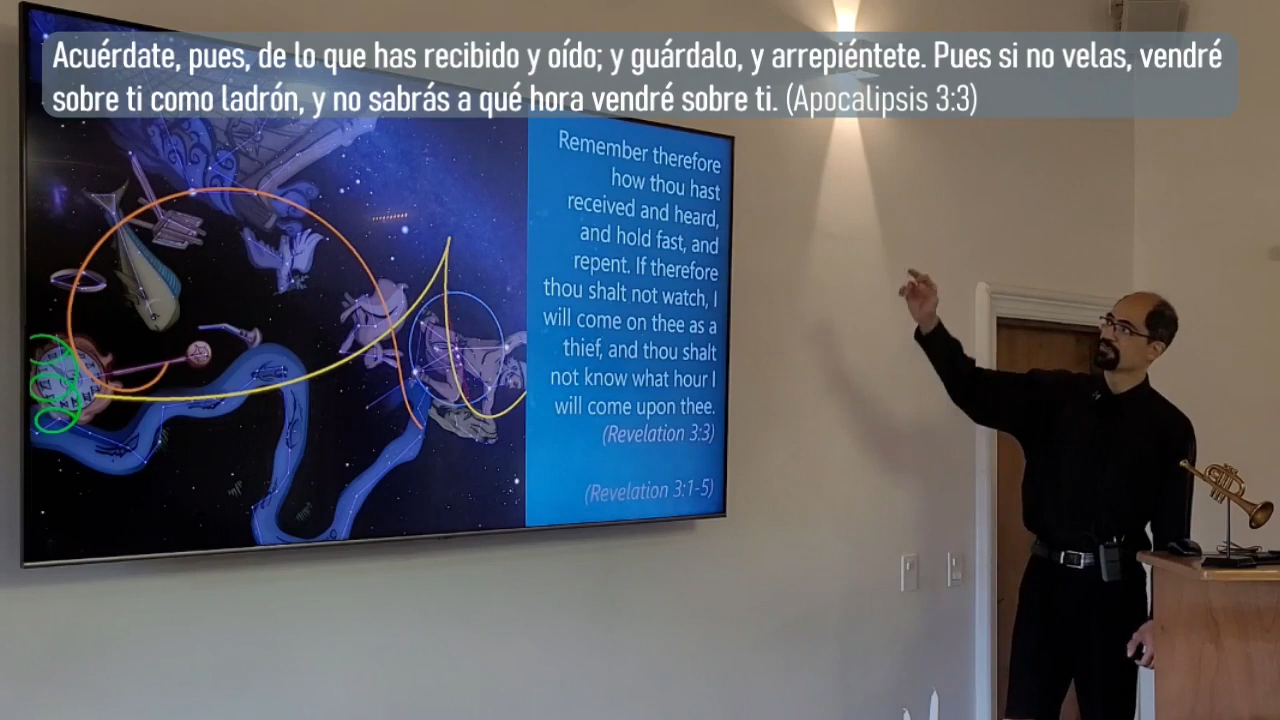 Acuérdate, pues, de lo que has recibido y oído; y guárdalo, y arrepiéntete. Pues si no velas, vendré
sobre ti como ladrón, y no sabrás a qué hora vendré sobre ti. (Apocalipsis 3:3)
Remember therefore
how thou hast
received and heard,
and hold fast, and
repent. If therefore
thou shalt not watch, I
will come on thee as a
thief, and thou shalt
not know what hour I
will come upon thee.
(Revelation 3:3)
(Revelation 3:1-5)